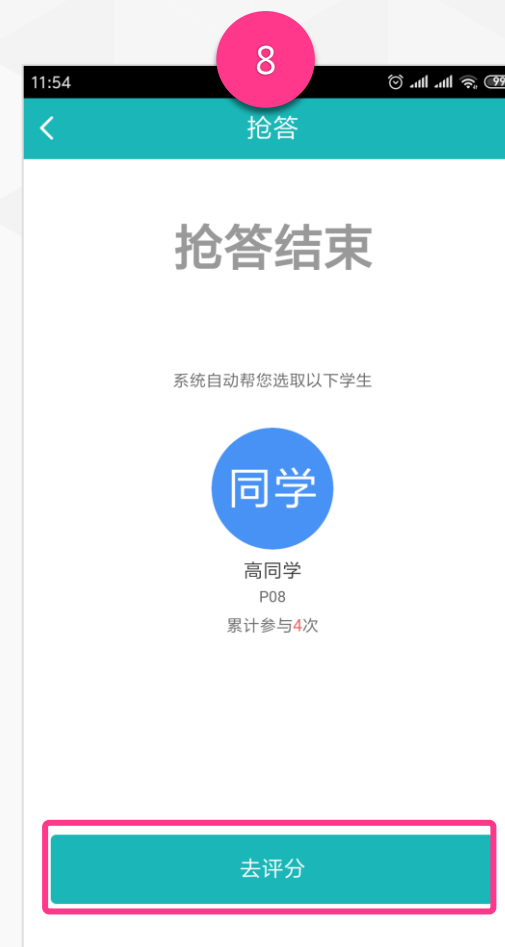 8
11:54
99
抢答
抢答结束
系统自动帮您选取以下学生
同学
高同学
P08
累计参与4次
去评分